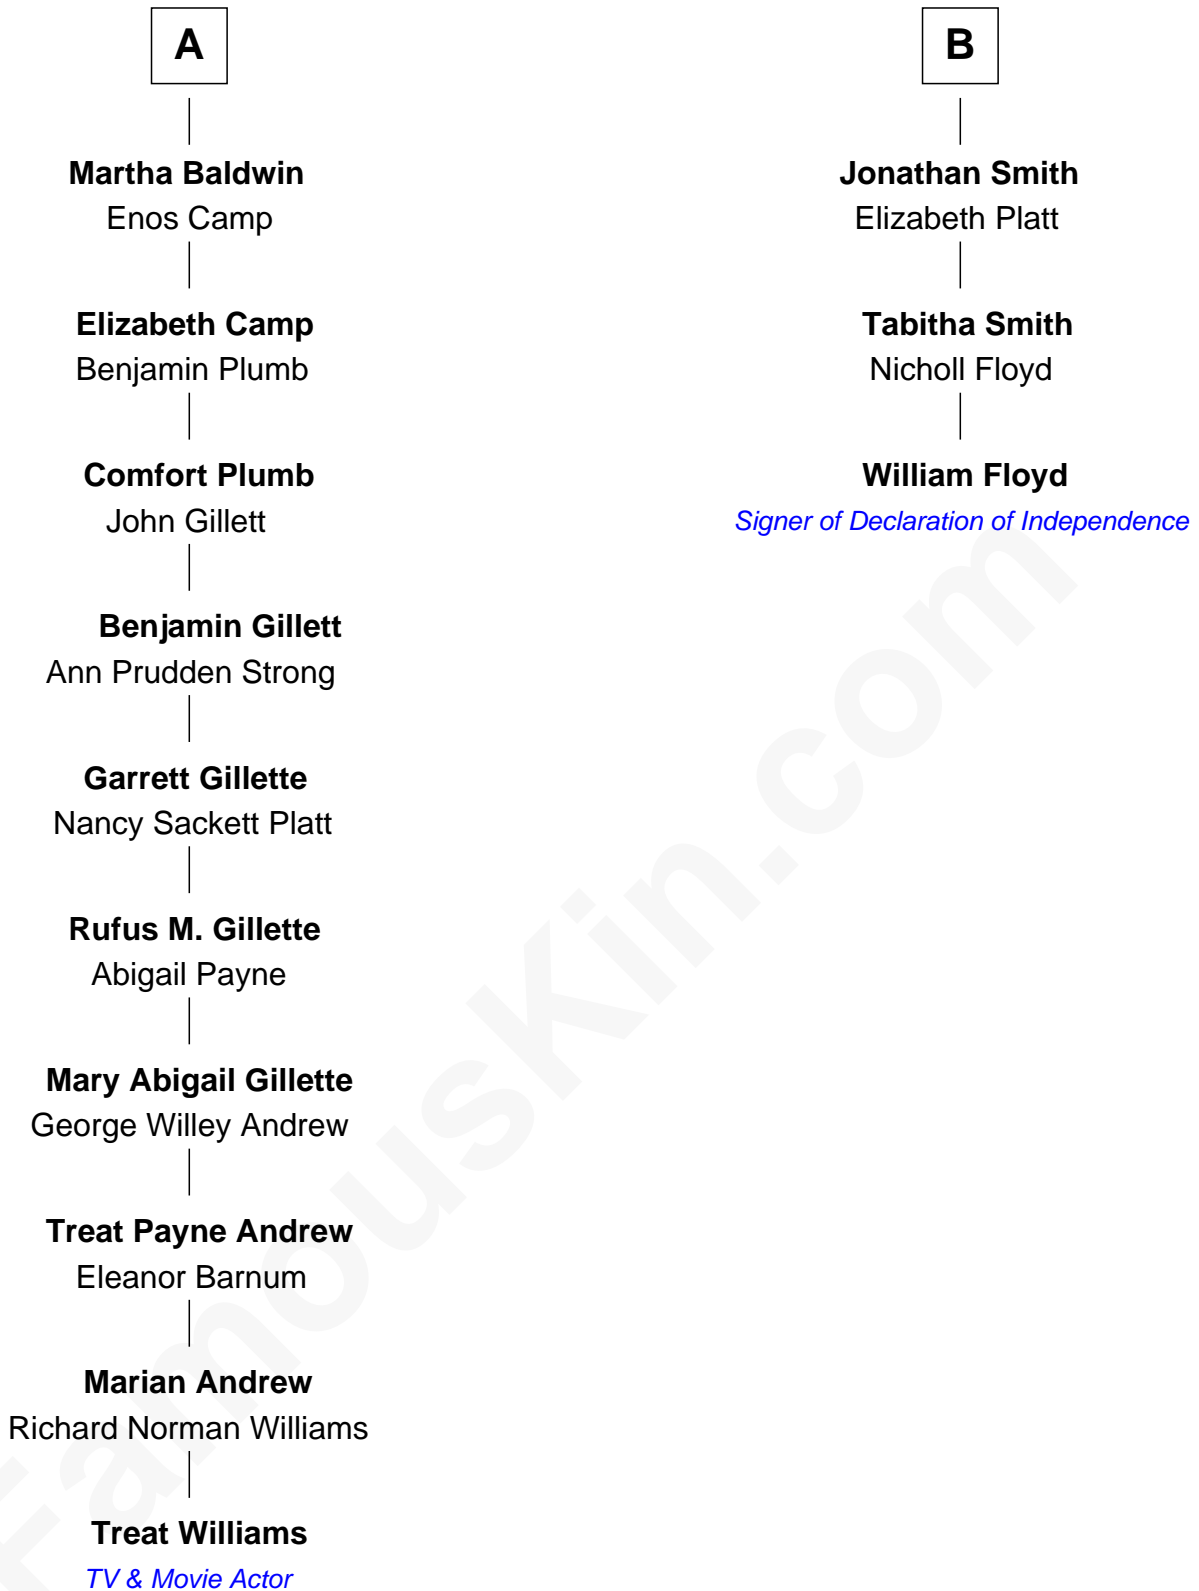 A
Martha Baldwin
Enos Camp
Elizabeth Camp
Benjamin Plumb
Comfort Plumb
John Gillett
Benjamin Gillett
Ann Prudden Strong
Garrett Gillette
Nancy Sackett Platt
Rufus M. Gillette
Abigail Payne
Mary Abigail Gillette
George Willey Andrew
Treat Payne Andrew
Eleanor Barnum
Marian Andrew
Richard Norman Williams
Treat Williams
TV & Movie Actor
B
Jonathan Smith
Elizabeth Platt
Tabitha Smith
Nicholl Floyd
William Floyd
Signer of Declaration of Independence
FamousKin.com